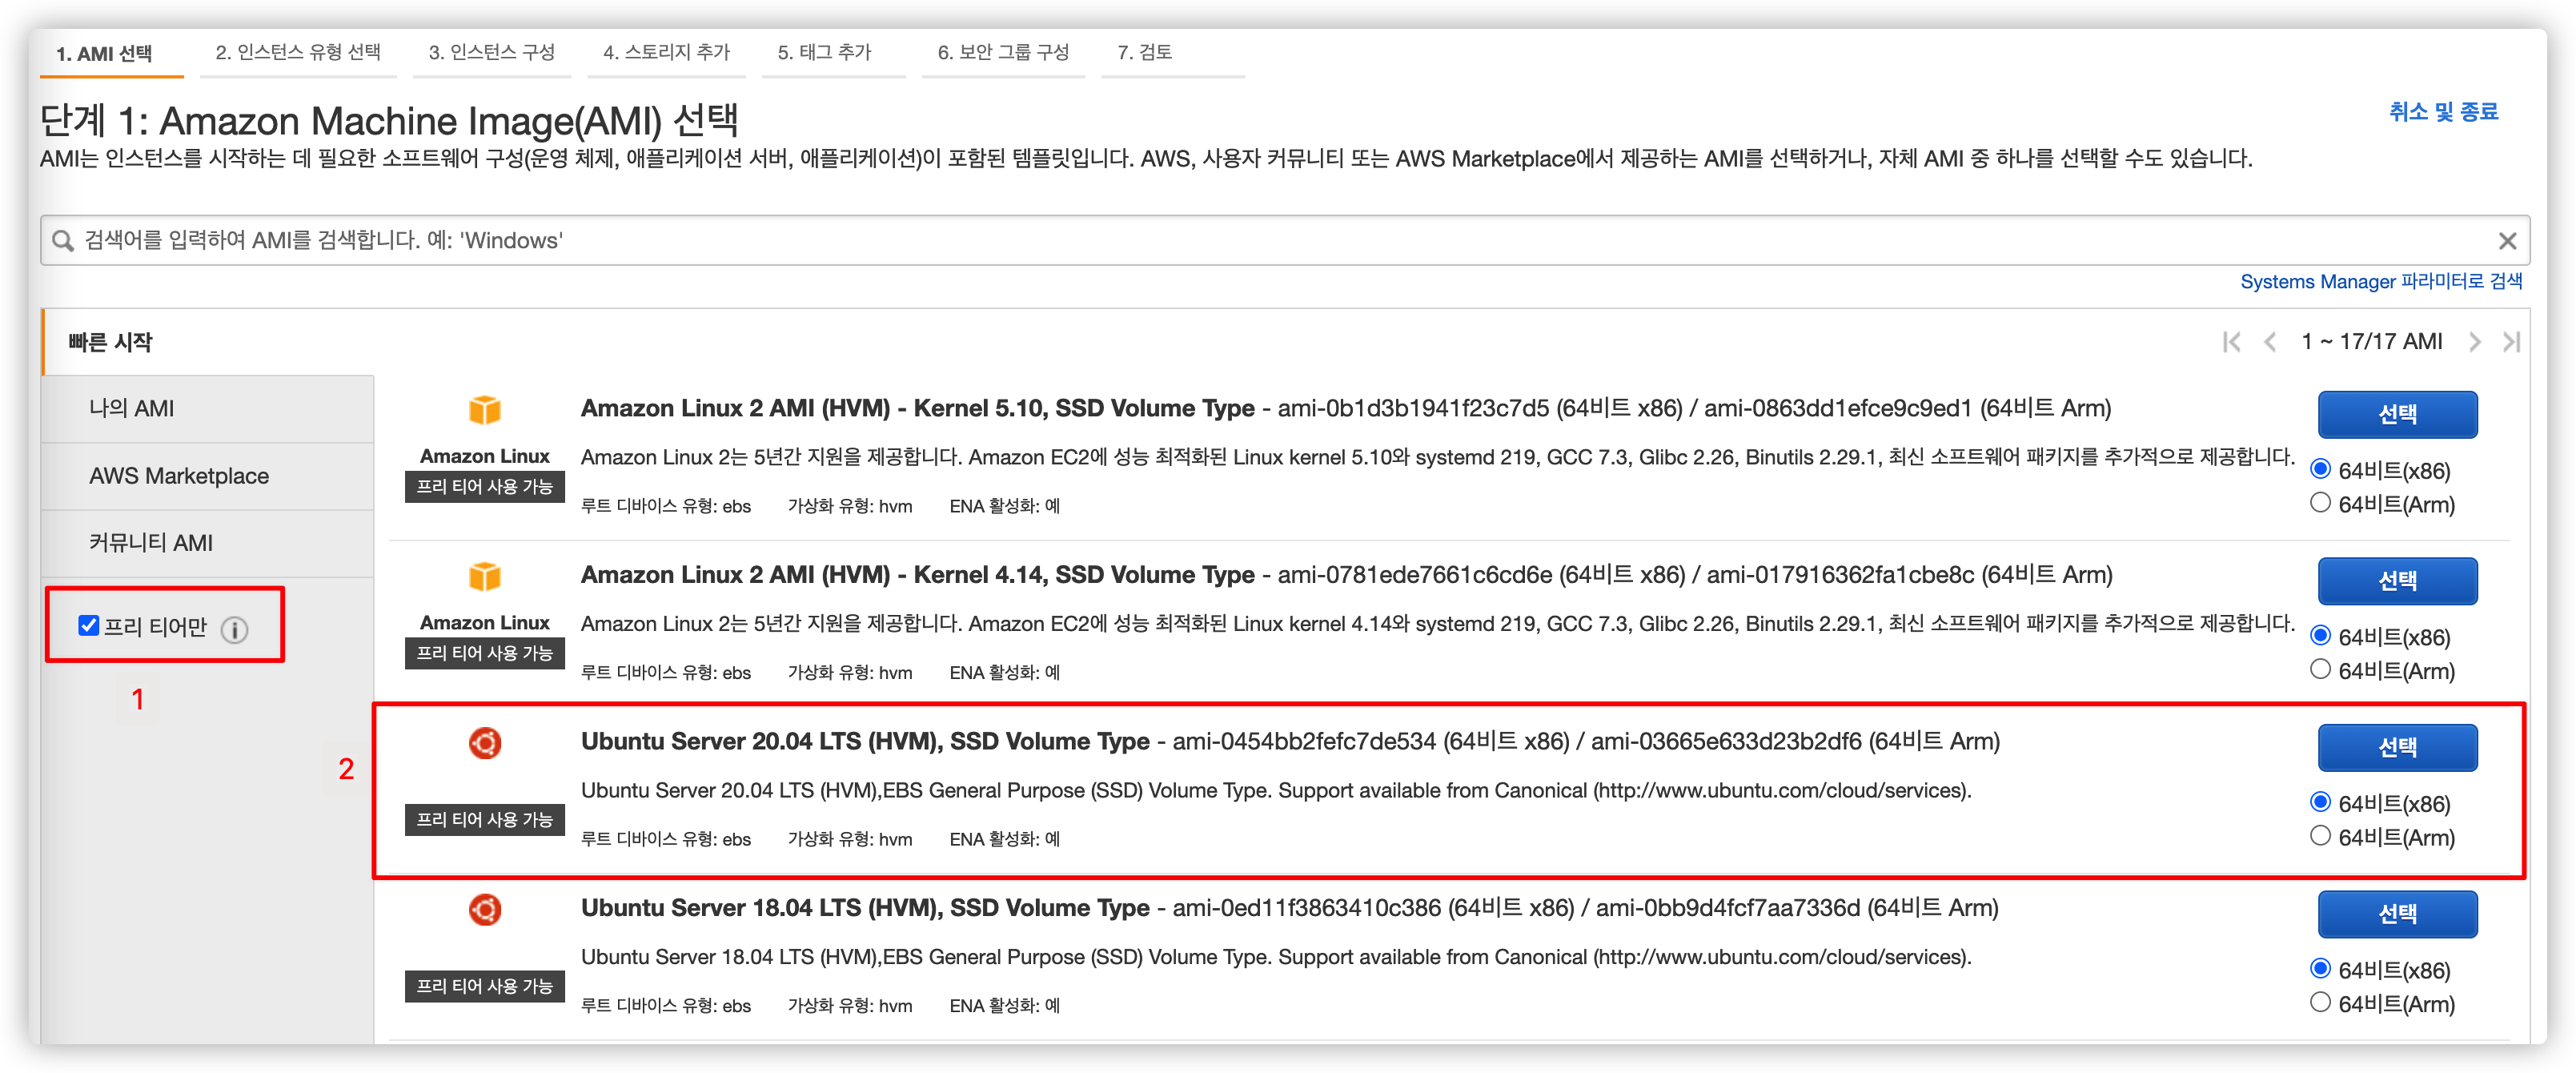 1. AMI 선택 2. 인스턴스 유형 선택 3. 인스턴스 구성 4. 스토리지 추가 5. 태그 추가 6. 보안 그룹 구성 7. 검토
단계 1: Amazon Machine Image(AMI) 선택
취소 및 종료
AMI는 인스턴스를 시작하는 데 필요한 소프트웨어 구성(운영 체제, 애플리케이션 서버, 애플리케이션)이 포함된 템플릿입니다. AWS, 사용자 커뮤니티 또는 AWS Marketplace에서 제공하는 AMI를 선택하거나, 자체 AMI 중 하나를 선택할 수도 있습니다.
검색어를 입력하여 AMI를 검색합니다. 예: 'Windows'
Systems Manager 파라미터로 검색
빠른 시작
1 ~ 17/17 AMI
나의 AMI
AWS Marketplace
커뮤니티 AMI
프리 티어만
1
Amazon Linux 2 AMI (HVM) - Kernel 5.10, SSD Volume Type - ami-0b1d3b1941f23c7d5 (64비트 x86) / ami-0863dd1efce9c9ed1 (64비트 Arm)
선택
Amazon Linux
프리 티어 사용 가능
Amazon Linux 2는 5년간 지원을 제공합니다. Amazon EC2에 성능 최적화된 Linux kernel 5.10와 systemd 219, GCC 7.3, Glibc 2.26, Binutils 2.29.1, 최신 소프트웨어 패키지를 추가적으로 제공합니다.
루트 디바이스 유형: ebs 가상화 유형: hvm ENA 활성화: 예
64비트(x86)
64비트(Arm)
Amazon Linux 2 AMI (HVM) - Kernel 4.14, SSD Volume Type - ami-0781ede7661c6cd6e (64비트 x86) / ami-017916362fa1cbe8c (64비트 Arm)
선택
Amazon Linux
프리 티어 사용 가능
Amazon Linux 2는 5년간 지원을 제공합니다. Amazon EC2에 성능 최적화된 Linux kernel 4.14와 systemd 219, GCC 7.3, Glibc 2.26, Binutils 2.29.1, 최신 소프트웨어 패키지를 추가적으로 제공합니다.
루트 디바이스 유형: ebs 가상화 유형: hvm ENA 활성화: 예
64비트(x86)
64비트(Arm)
2
Ubuntu Server 20.04 LTS (HVM), SSD Volume Type - ami-0454bb2fefc7de534 (64비트 x86) / ami-03665e633d23b2df6 (64비트 Arm)
선택
프리 티어 사용 가능
Ubuntu Server 20.04 LTS (HVM),EBS General Purpose (SSD) Volume Type. Support available from Canonical (http://www.ubuntu.com/cloud/services).
루트 디바이스 유형: ebs 가상화 유형: hvm ENA 활성화: 예
64비트(x86)
64비트(Arm)
Ubuntu Server 18.04 LTS (HVM), SSD Volume Type - ami-0ed11f3863410c386 (64비트 x86) / ami-0bb9d4fcf7aa7336d (64비트 Arm)
선택
프리 티어 사용 가능
Ubuntu Server 18.04 LTS (HVM),EBS General Purpose (SSD) Volume Type. Support available from Canonical (http://www.ubuntu.com/cloud/services).
루트 디바이스 유형: ebs 가상화 유형: hvm ENA 활성화: 예
64비트(x86)
64비트(Arm)